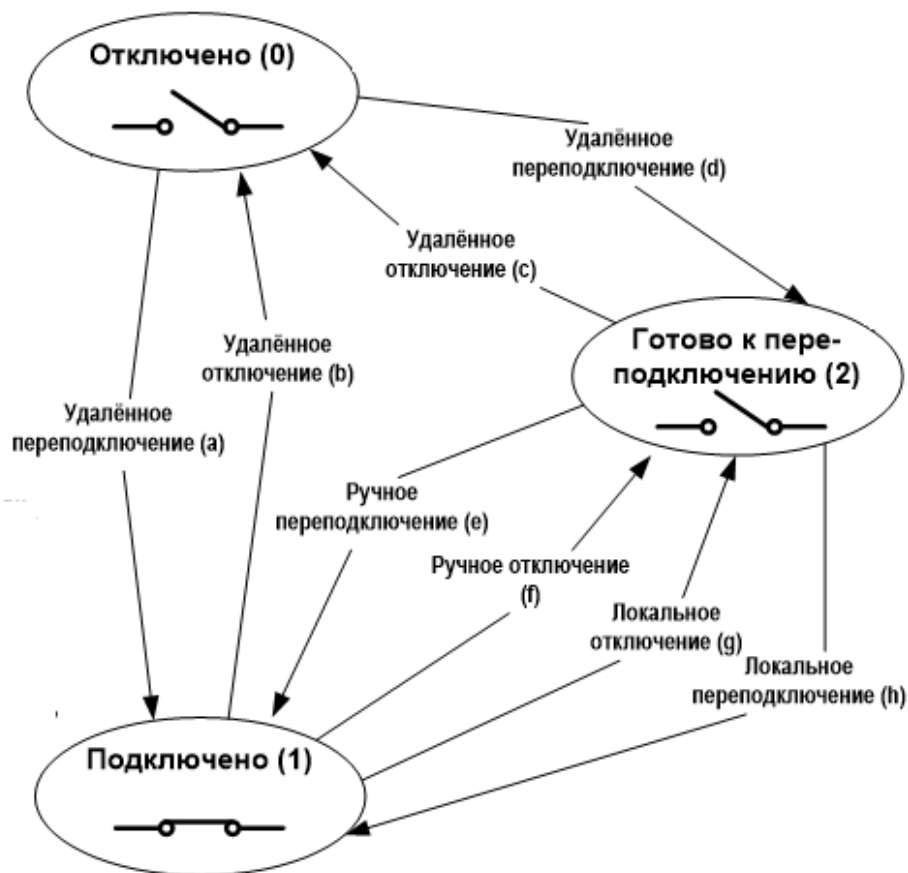 Отключено (0)
Удалённое
переподключение (d)
Удалённое
отключение (c)
Готово к пере-
подключению (2)
Удалённое
отключение (b)
Удалённое
переподключение (a)
Ручное
переподключение (e)
Ручное отключение
(f)
Локальное
отключение (g)
Локальное
переподключение (h)
Подключено (1)